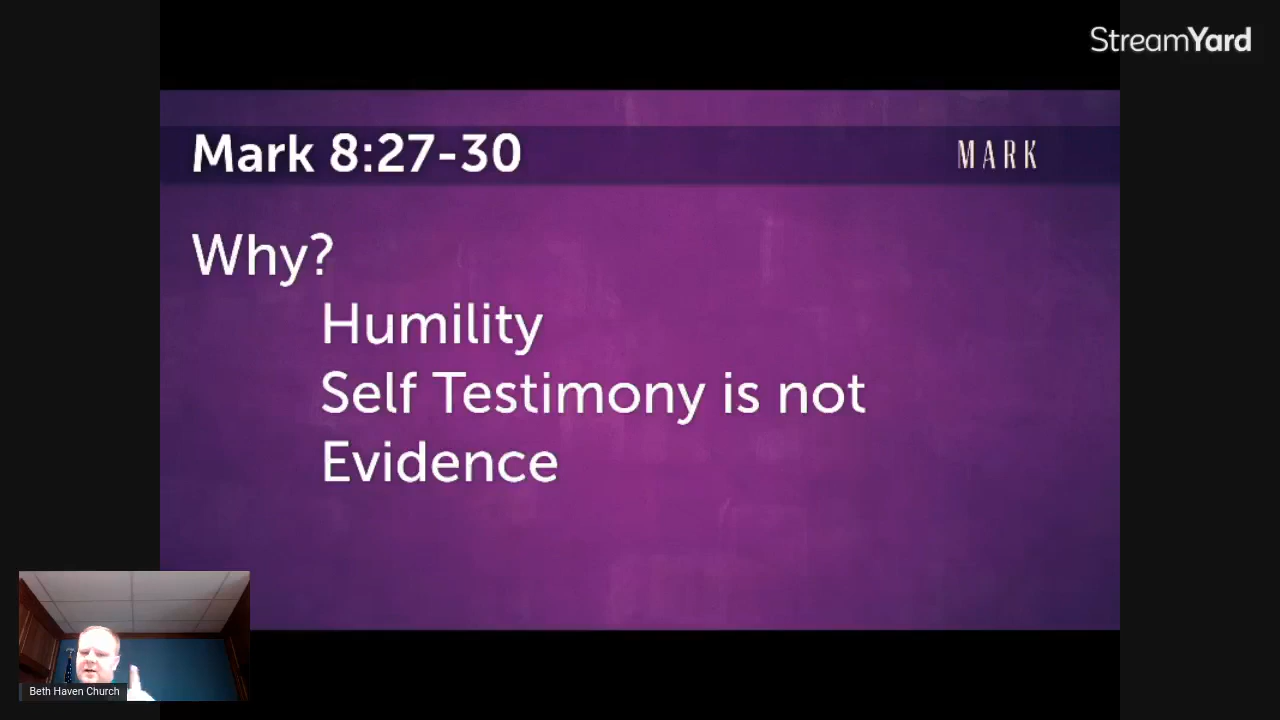 StreamYard
Mark 8:27-30
MARK
Why?
Humility
Self Testimony is not
Evidence
Beth Haven Church